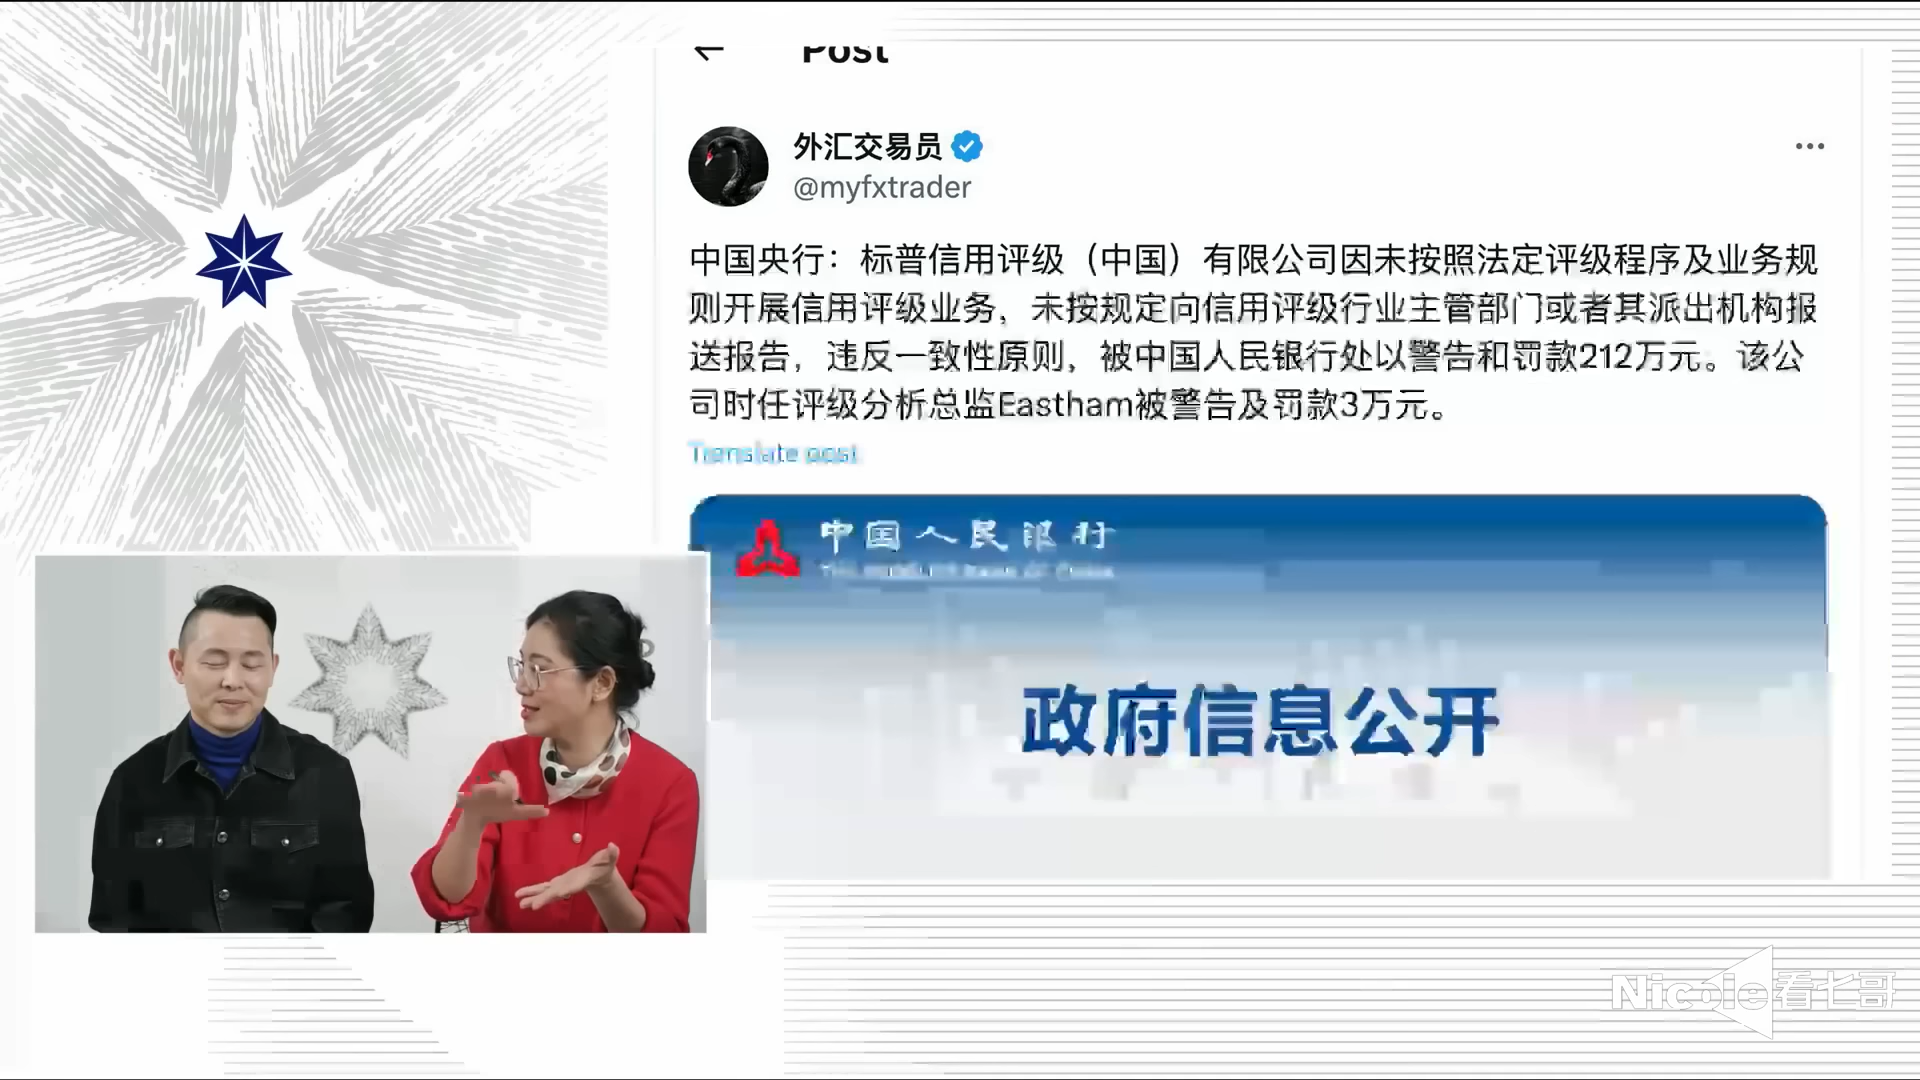 Post
外汇交易员
@myfxtrader
中国央行：标普信用评级（中国）有限公司因未按照法定评级程序及业务规
则开展信用评级业务，未按规定向信用评级行业主管部门或者其派出机构报
送报告，违反一致性原则，被中国人民银行处以警告和罚款212万元。该公
司时任评级分析总监Eastham被警告及罚款3万元。
Translate post
中国人民银行
THE PEOPLE'S BANK OF CHINA
政府信息公开
Nicole看七哥